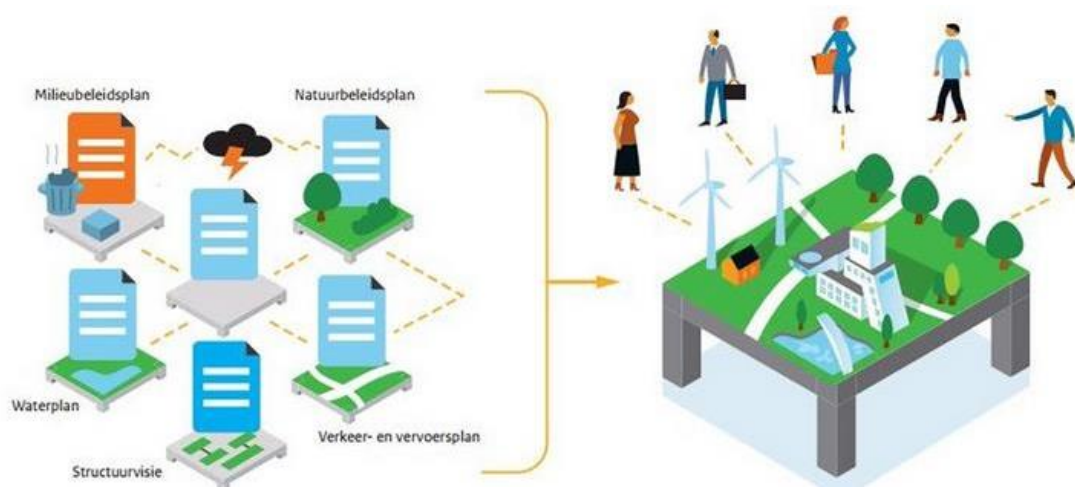 Milieubeleidsplan
Natuurbeleidsplan
Waterplan
Verkeer- en vervoersplan
Structuurvisie